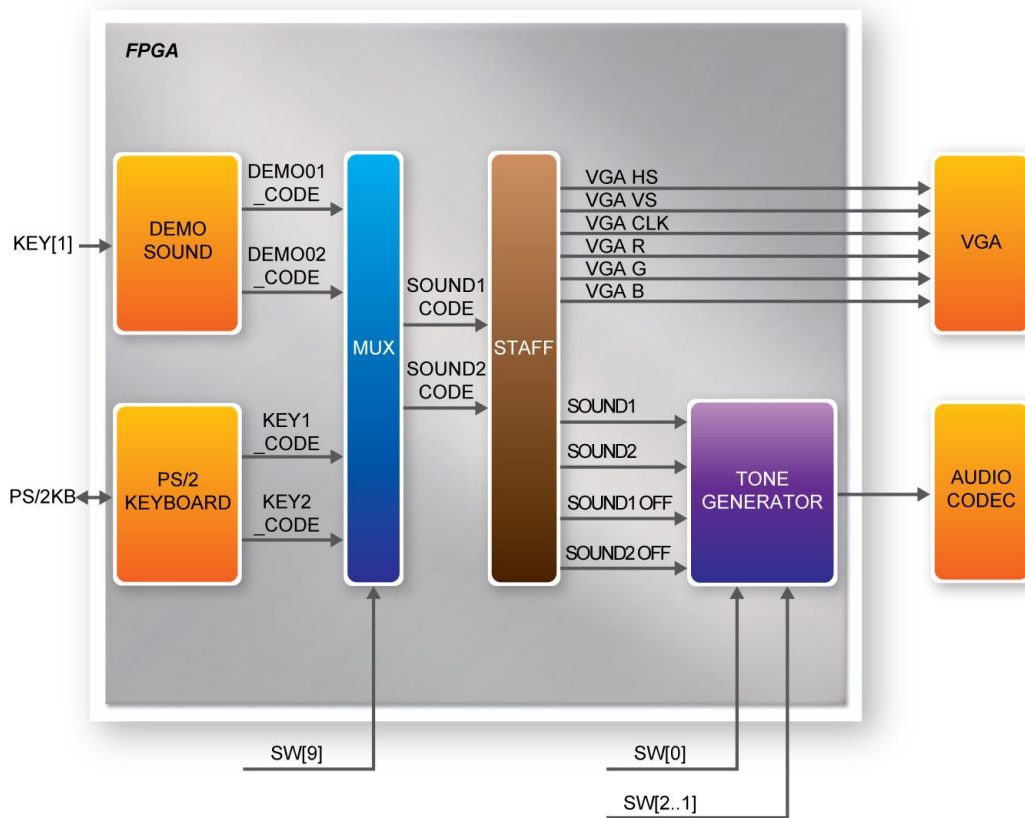 FPGA
KEY[1]
DEMO
SOUND
DEMO01
_CODE
DEMO02
_CODE
PS/2KB
PS/2
KEYBOARD
KEY1
_CODE
KEY2
_CODE
MUX
SOUND1
CODE
SOUND2
CODE
STAFF
VGA HS
VGA VS
VGA CLK
VGA R
VGA G
VGA B
VGA
SOUND1
SOUND2
SOUND1 OFF
SOUND2 OFF
TONE
GENERATOR
AUDIO
CODEC
SW[9]
SW[0]
SW[2..1]